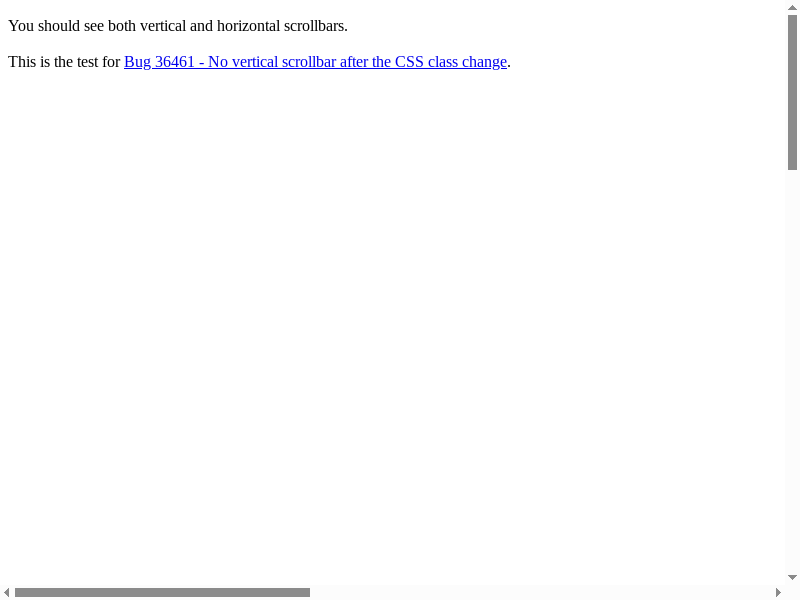 You should see both vertical and horizontal scrollbars.
This is the test for Bug 36461 - No vertical scrollbar after the CSS class change.